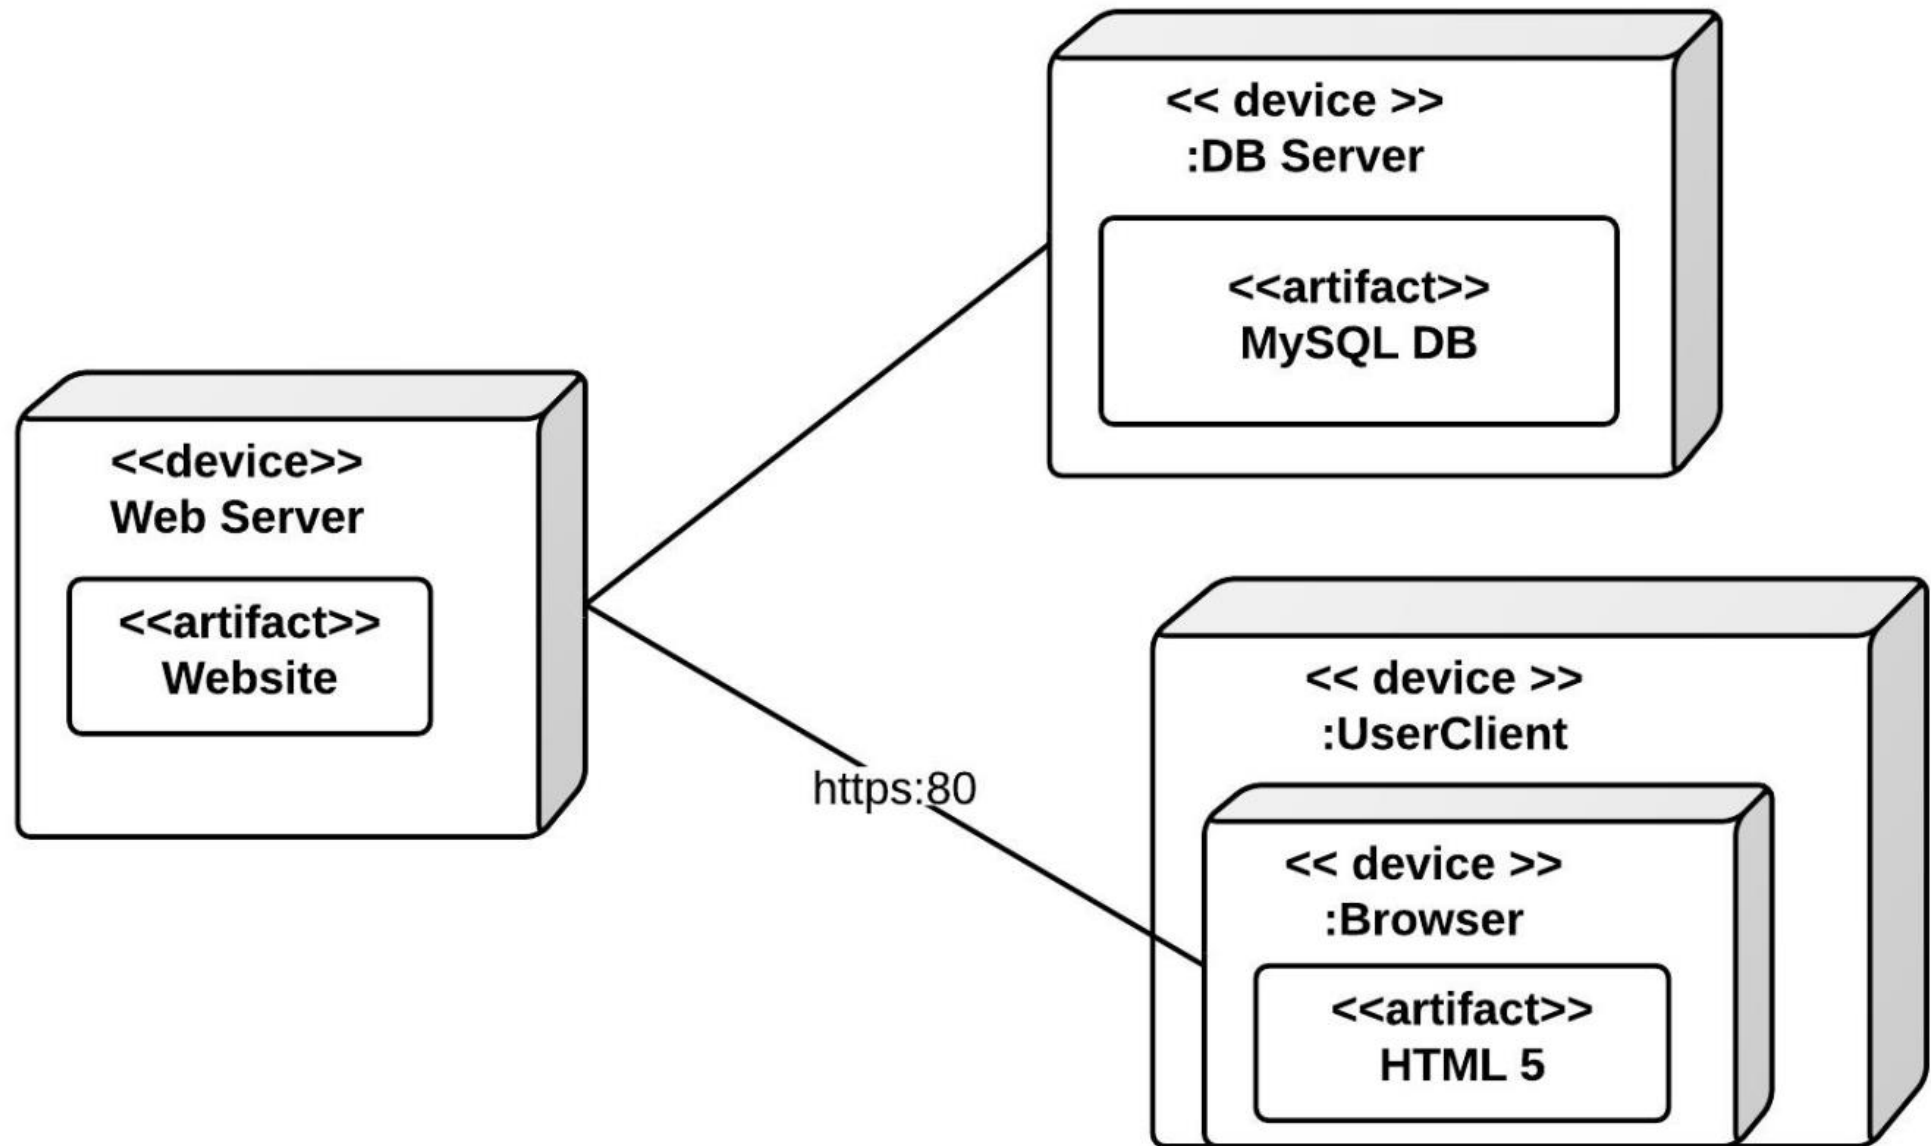 << device >>
:DB Server
<<artifact>>
MySQL DB
<<device>>
Web Server
<<artifact>>
Website
https:80
<< device >>
:UserClient
<< device >>
:Browser
<<artifact>>
HTML 5